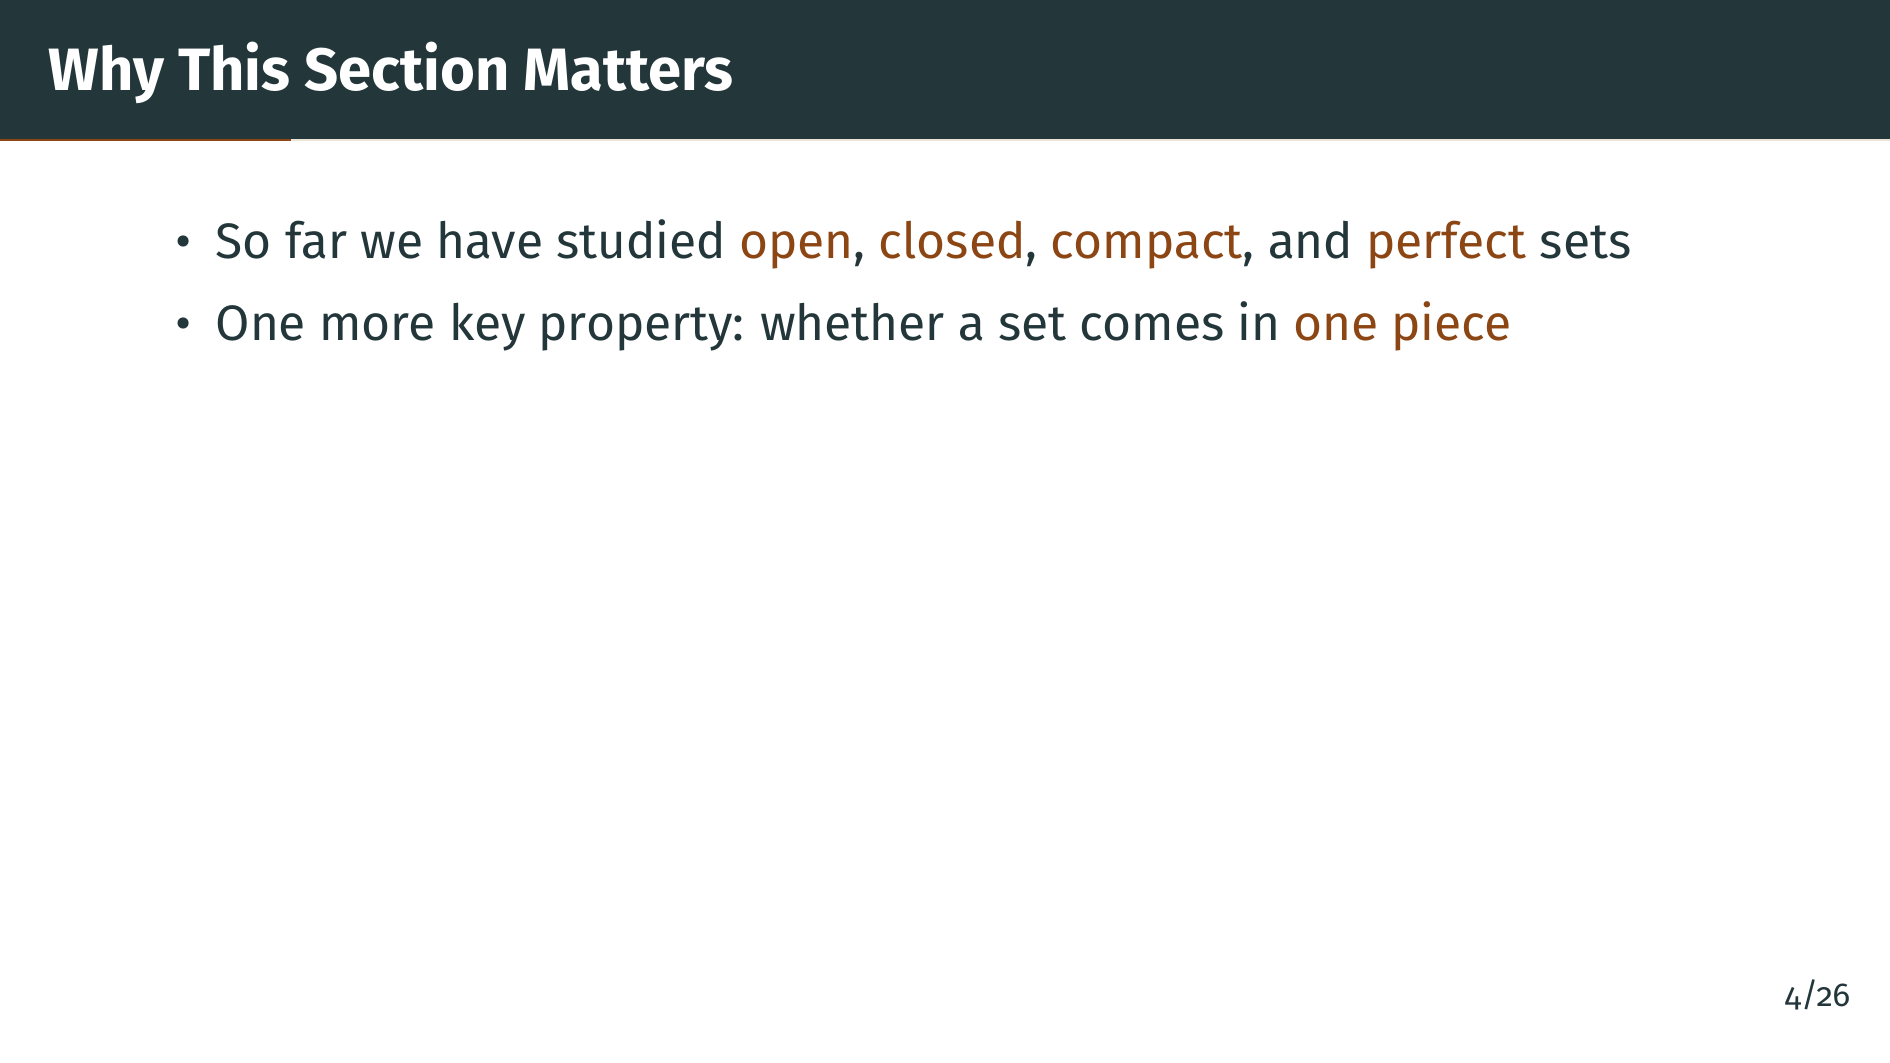 Why This Section Matters
• So far we have studied open, closed, compact, and perfect sets
• One more key property: whether a set comes in one piece
4/26